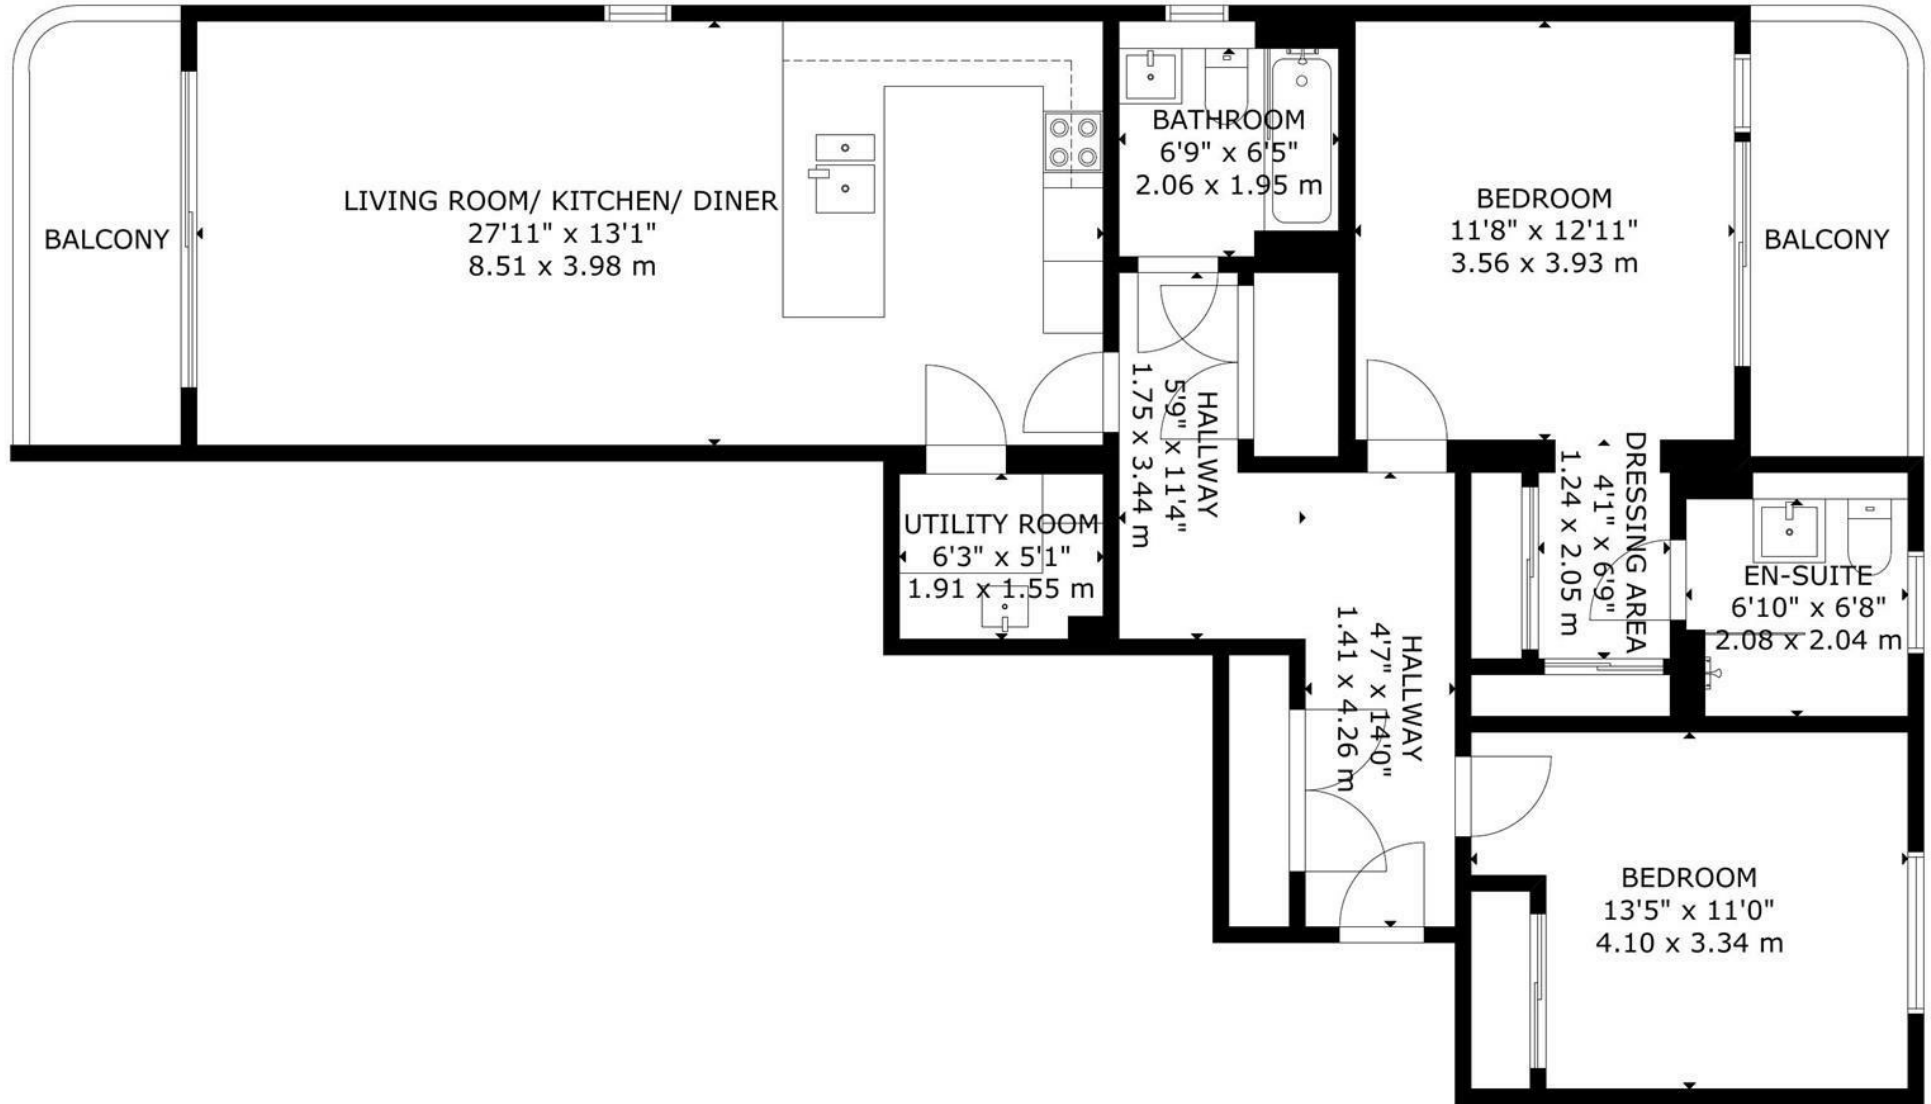 BALCONY
LIVING ROOM/ KITCHEN/ DINER
27'11" x 13'1"
8.51 x 3.98 m
BATHROOM
6'9" x 6'5"
2.06 x 1.95 m
BEDROOM
11'8" x 12'11"
3.56 x 3.93 m
BALCONY
HALLWAY
5'9" x 11'4"
1.75 x 3.44 m
UTILITY ROOM
6'3" x 5'1"
1.91 x 1.55 m
DRESSING AREA
4'1" x 6'9"
1.24 x 2.05 m
EN-SUITE
6'10" x 6'8"
2.08 x 2.04 m
HALLWAY
4'7" x 14'0"
1.41 x 4.26 m
BEDROOM
13'5" x 11'0"
4.10 x 3.34 m